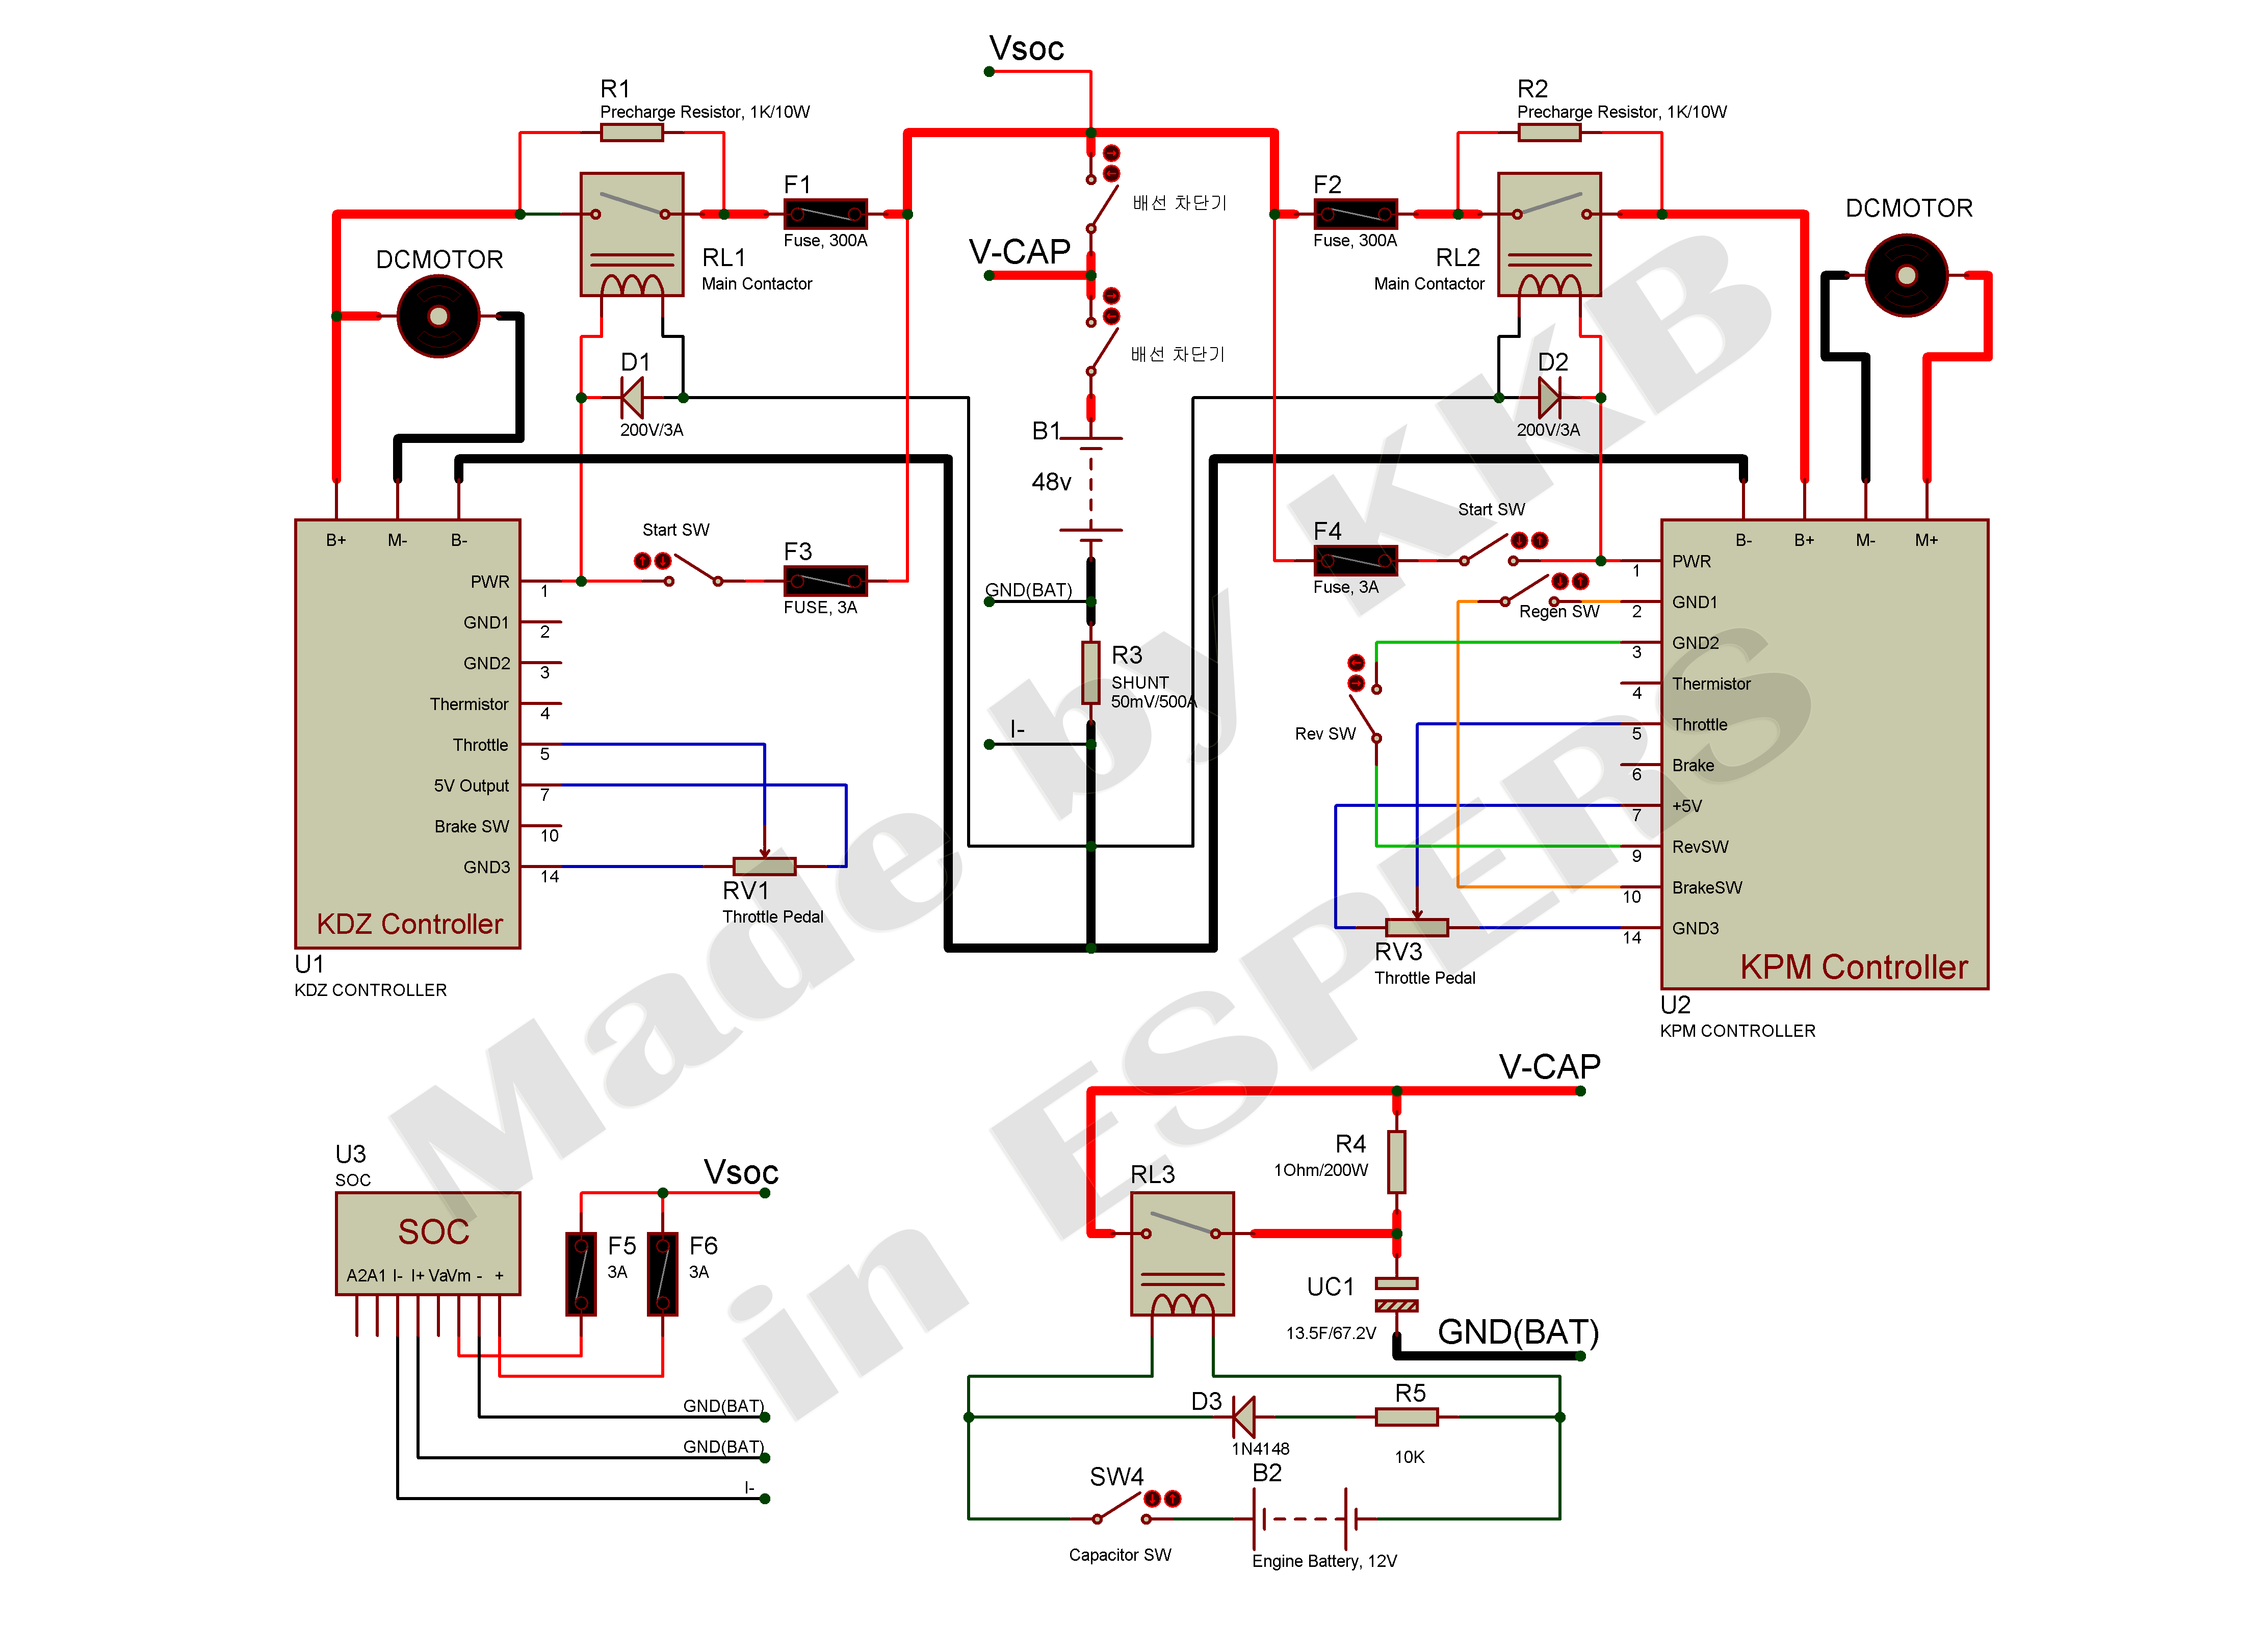 Vsoc
R1
Precharge Resistor, 1K/10W
R2
Precharge Resistor, 1K/10W
F1
Fuse, 300A
배선 차단기
F2
Fuse, 300A
DCMOTOR
DCMOTOR
RL1
Main Contactor
V-CAP
RL2
Main Contactor
배선 차단기
D1
200V/3A
D2
200V/3A
B1
48v
B+
M-
B-
Start SW
F3
FUSE, 3A
PWR
1
GND1
2
GND2
3
Thermistor
4
Throttle
5
5V Output
7
Brake SW
10
GND3
14
KDZ Controller
U1
KDZ CONTROLLER
RV1
Throttle Pedal
GND(BAT)
R3
SHUNT
50mV/500A
I-
F4
Fuse, 3A
Start SW
Regen SW
Rev SW
B-
B+
M-
M+
1
PWR
2
GND1
3
GND2
4
Thermistor
5
Throttle
6
Brake
7
+5V
9
RevSW
10
BrakeSW
14
GND3
KPM Controller
U2
KPM CONTROLLER
RV3
Throttle Pedal
Made by KKB
in ESPERS
U3
SOC
SOC
A2A1 I- I+ VaVm - +
Vsoc
F5
3A
F6
3A
GND(BAT)
GND(BAT)
I-
V-CAP
R4
1Ohm/200W
RL3
UC1
13.5F/67.2V
GND(BAT)
D3
1N4148
R5
10K
SW4
Capacitor SW
B2
Engine Battery, 12V